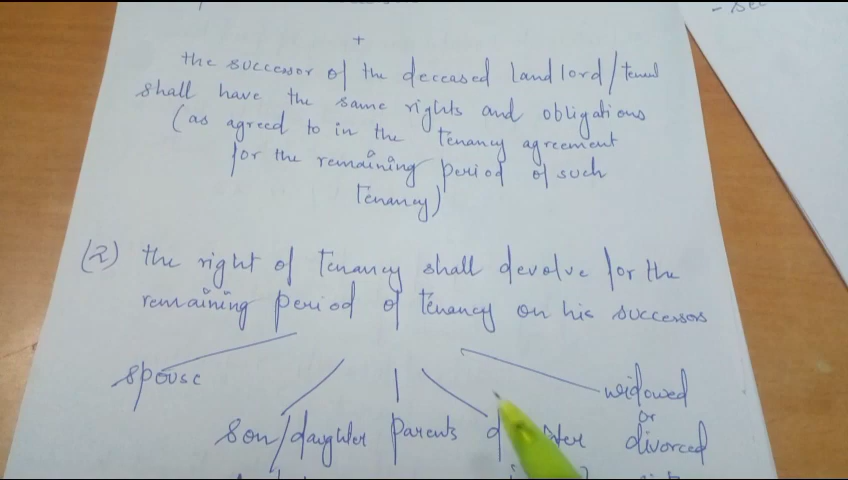 - Sec
+
the successor of the deceased landlord/tenant
shall have the same rights and obligations
(as agreed to in the tenancy agreement
for the remaining period of such
Tenancy)
(2) the right of Tenancy shall devolve for the
remaining period of tenancy on his successors
spouse
widowed
or
son/daughter parents divorced